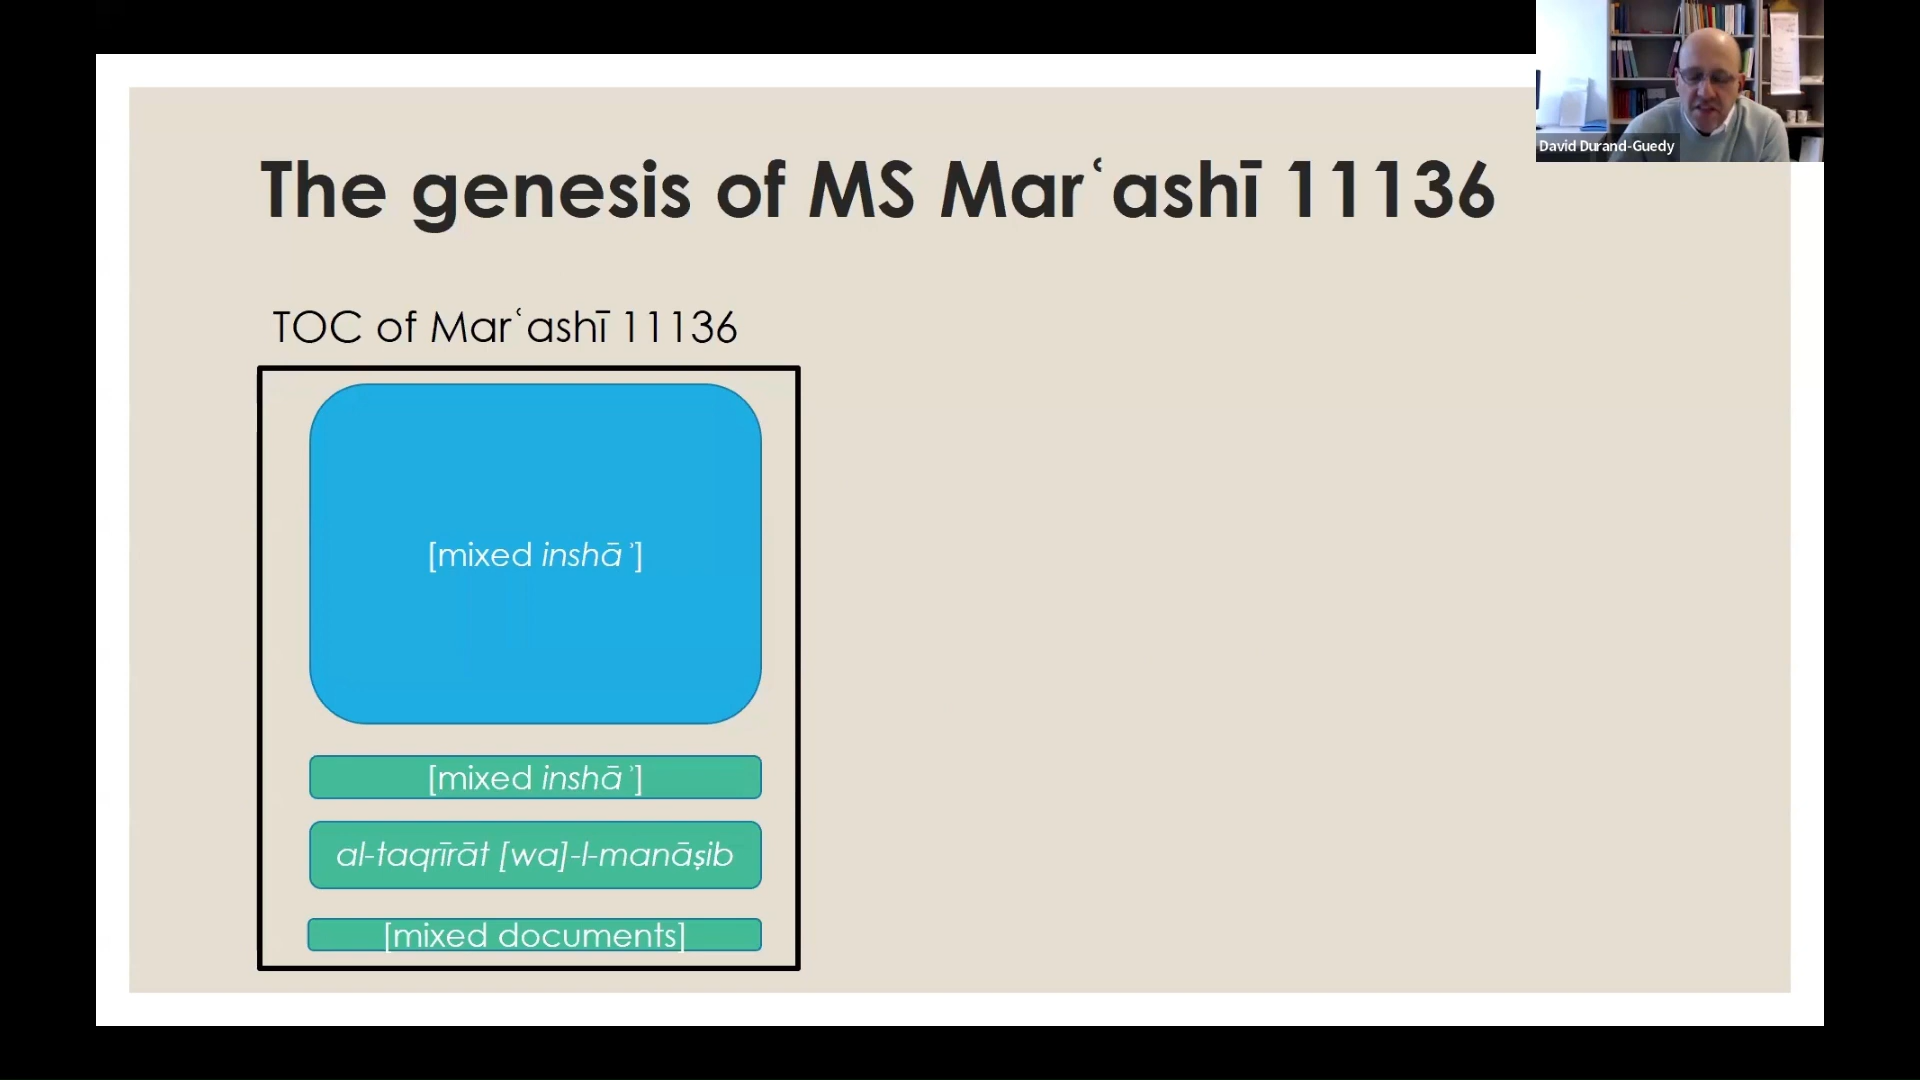 The genesis of MS Marʿashī 11136
David Durand-Guedy
TOC of Marʿashī 11136
[mixed inshāʾ]
[mixed inshāʾ]
al-taqrīrāt [wa]-l-manāṣib
[mixed documents]